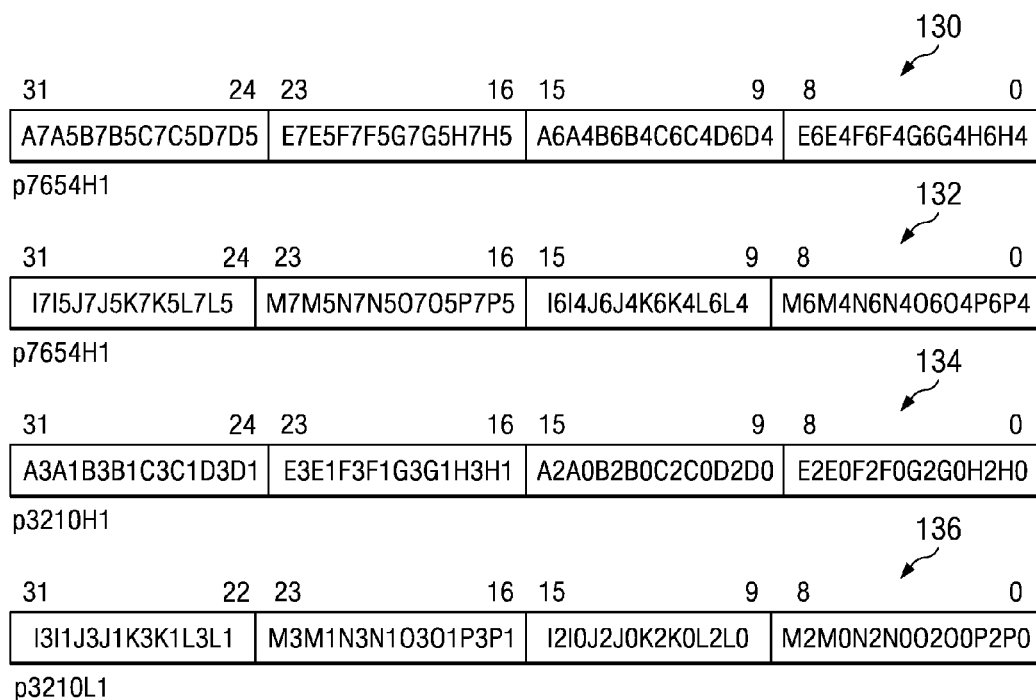 130
31 24 23 16 15 9 8 0
A7A5B7B5C7C5D7D5 E7E5F7F5G7G5H7H5 A6A4B6B4C6C4D6D4 E6E4F6F4G6G4H6H4
p7654H1
132
31 24 23 16 15 9 8 0
I7I5J7J5K7K5L7L5 M7M5N7N5O7O5P7P5 I6I4J6J4K6K4L6L4 M6M4N6N4O6O4P6P4
p7654H1
134
31 24 23 16 15 9 8 0
A3A1B3B1C3C1D3D1 E3E1F3F1G3G1H3H1 A2A0B2B0C2C0D2D0 E2E0F2F0G2G0H2H0
p3210H1
136
31 22 23 16 15 9 8 0
I3I1J3J1K3K1L3L1 M3M1N3N1O3O1P3P1 I2I0J2J0K2K0L2L0 M2M0N2N0O2O0P2P0
p3210L1